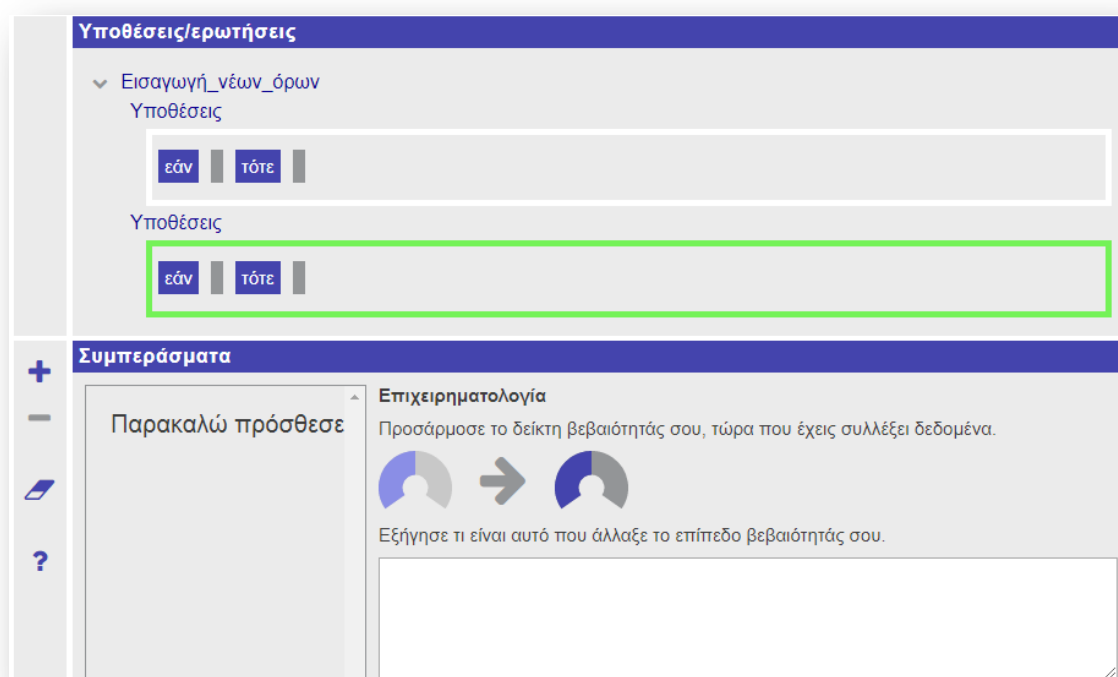 Υποθέσεις/ερωτήσεις
Εισαγωγή_νέων_όρων
Υποθέσεις
εάν τότε
Υποθέσεις
εάν τότε
Συμπεράσματα
Παρακαλώ πρόσθεσε
Επιχειρηματολογία
Προσάρμοσε το δείκτη βεβαιότητάς σου, τώρα που έχεις συλλέξει δεδομένα.
Εξήγησε τι είναι αυτό που άλλαξε το επίπεδο βεβαιότητάς σου.